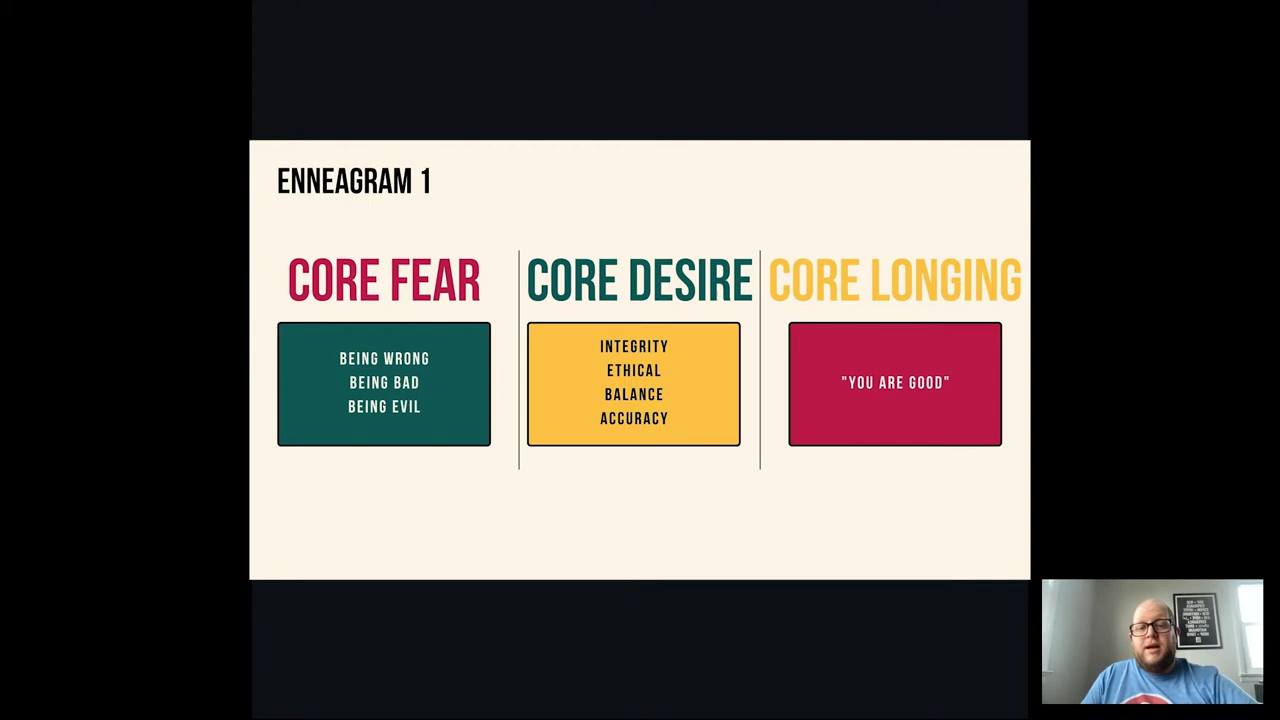 ENNEAGRAM 1
CORE FEAR
BEING WRONG
BEING BAD
BEING EVIL
CORE DESIRE
INTEGRITY
ETHICAL
BALANCE
ACCURACY
CORE LONGING
"YOU ARE GOOD"